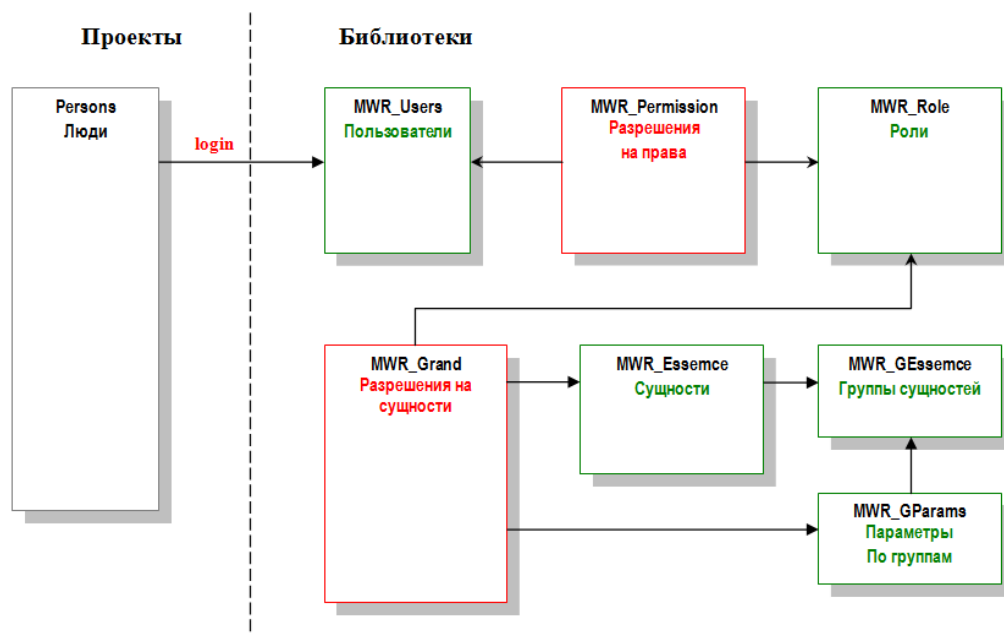 Проекты
Библиотеки
Persons
Люди
login
MWR_Users
Пользователи
MWR_Permission
Разрешения
на права
MWR_Role
Роли
MWR_Grand
Разрешения на
сущности
MWR_Essemce
Сущности
MWR_GEssemce
Группы сущностей
MWR_GParams
Параметры
По группам